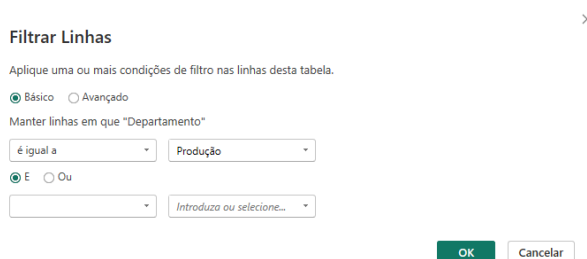 Filtrar Linhas
Aplique uma ou mais condições de filtro nas linhas desta tabela.
Básico Avançado
Manter linhas em que "Departamento"
é igual a Produção
E Ou
Introduza ou selecione...
OK Cancelar